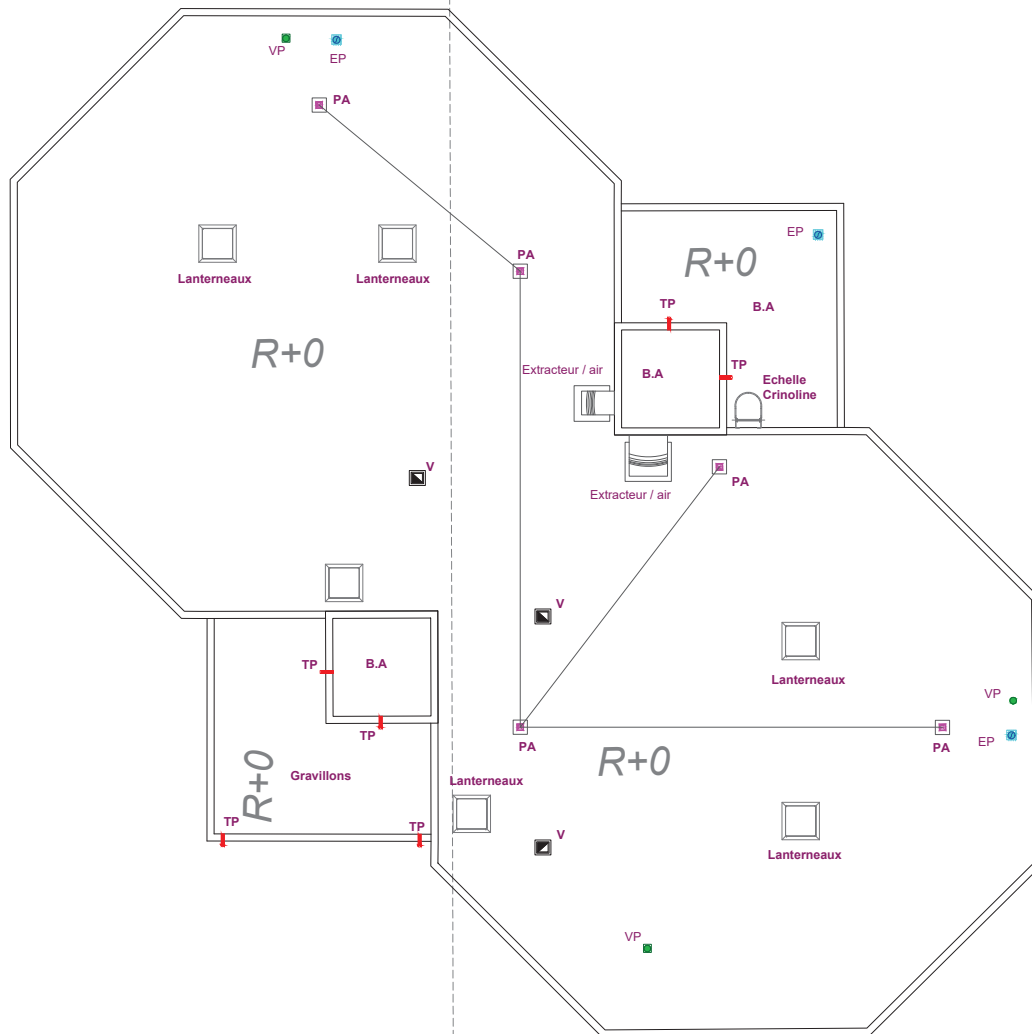 VP
EP
PA
EP
R+0
PA
Lanterneaux
Lanterneaux
TP
B.A
R+0
Extracteur / air
B.A
TP
Echelle
Crinoline
V
PA
Extracteur / air
V
TP
B.A
Lanterneaux
VP
TP
PA
PA
EP
R+0
R+0
Gravillons
Lanterneaux
TP
TP
V
Lanterneaux
VP